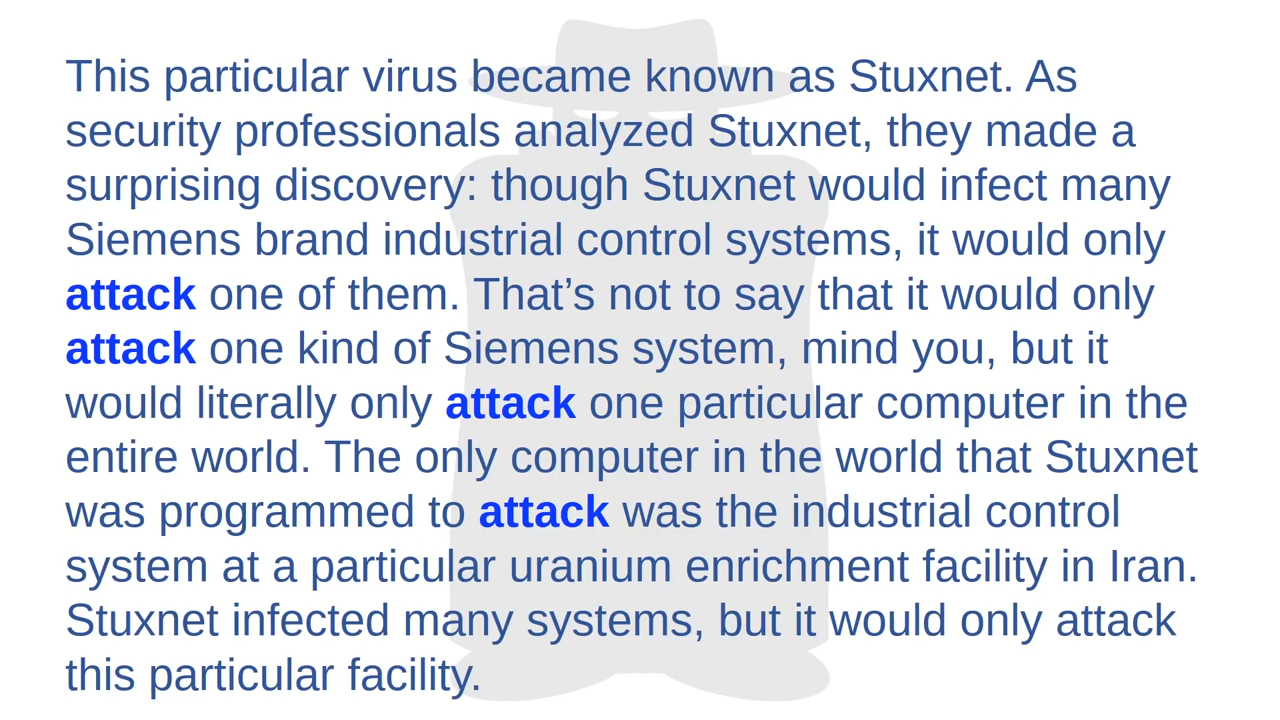 This particular virus became known as Stuxnet. As
security professionals analyzed Stuxnet, they made a
surprising discovery: though Stuxnet would infect many
Siemens brand industrial control systems, it would only
attack one of them. That’s not to say that it would only
attack one kind of Siemens system, mind you, but it
would literally only attack one particular computer in the
entire world. The only computer in the world that Stuxnet
was programmed to attack was the industrial control
system at a particular uranium enrichment facility in Iran.
Stuxnet infected many systems, but it would only attack
this particular facility.